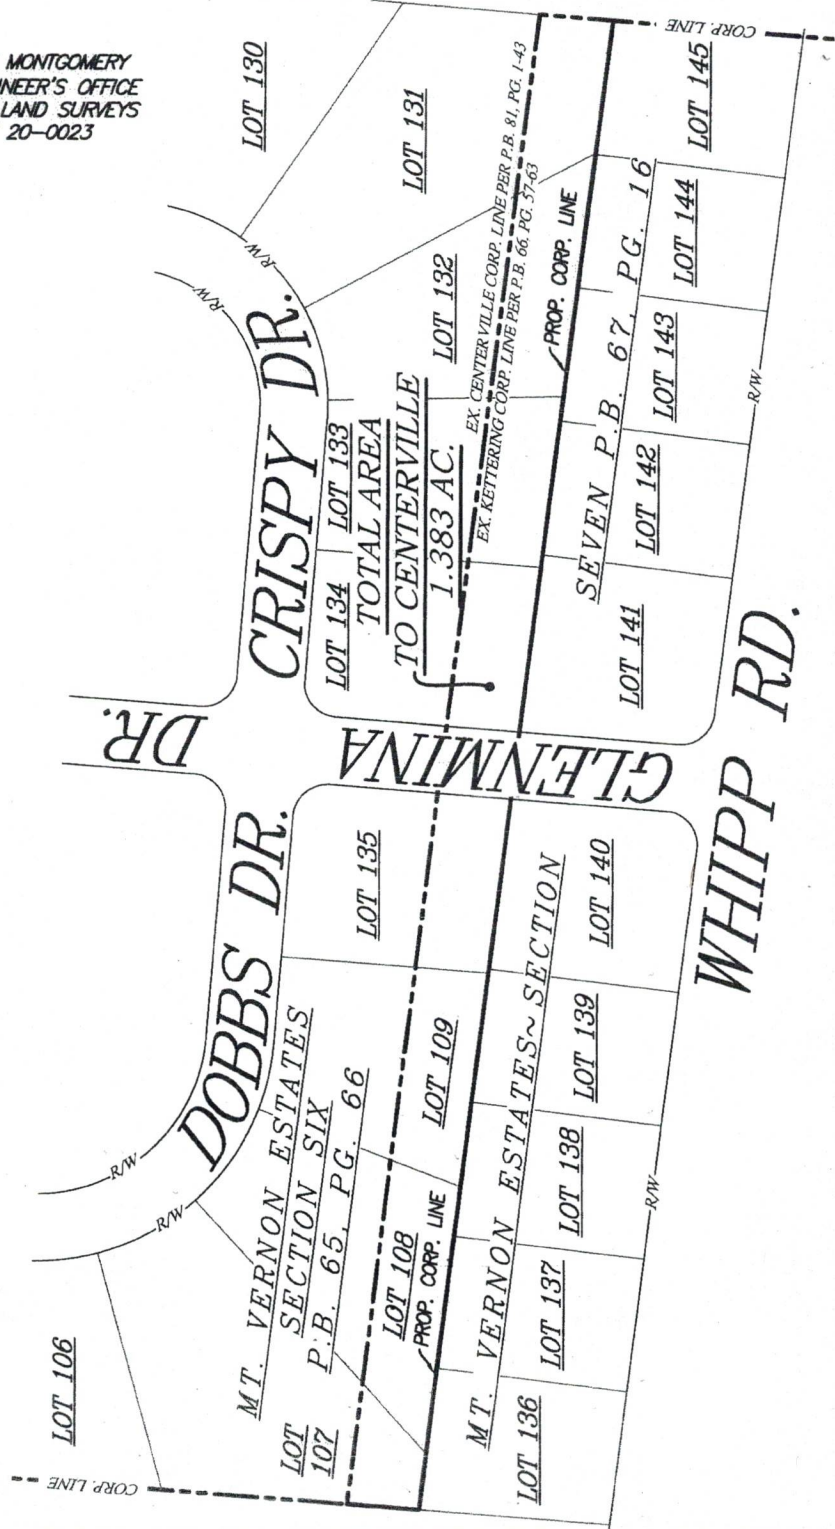 MONTGOMERY
NEER'S OFFICE
LAND SURVEYS
20-0023
CORP. LINE
LOT 130
LOT 131
LOT 132
LOT 133
LOT 134
R/W
R/W
CRISPY DR.
TOTAL AREA
TO CENTERVILLE
1.383 AC.
EX. CENTERVILLE CORP. LINE PER P.B. 81, PG. 1-43
EX. KETTERING CORP. LINE PER P.B. 66, PG. 57-63
PROP. CORP. LINE
LOT 145
LOT 144
LOT 143
LOT 142
LOT 141
SEVEN P.B. 67, PG. 16
R/W
GLENMINA
DR.
WHIPP RD.
DOBBS DR.
R/W
R/W
LOT 135
LOT 109
LOT 108
LOT 107
LOT 106
MT. VERNON ESTATES
SECTION SIX
P.B. 65, PG. 66
PROP. CORP. LINE
MT. VERNON ESTATES~ SECTION
LOT 140
LOT 139
LOT 138
LOT 137
LOT 136
R/W
CORP. LINE